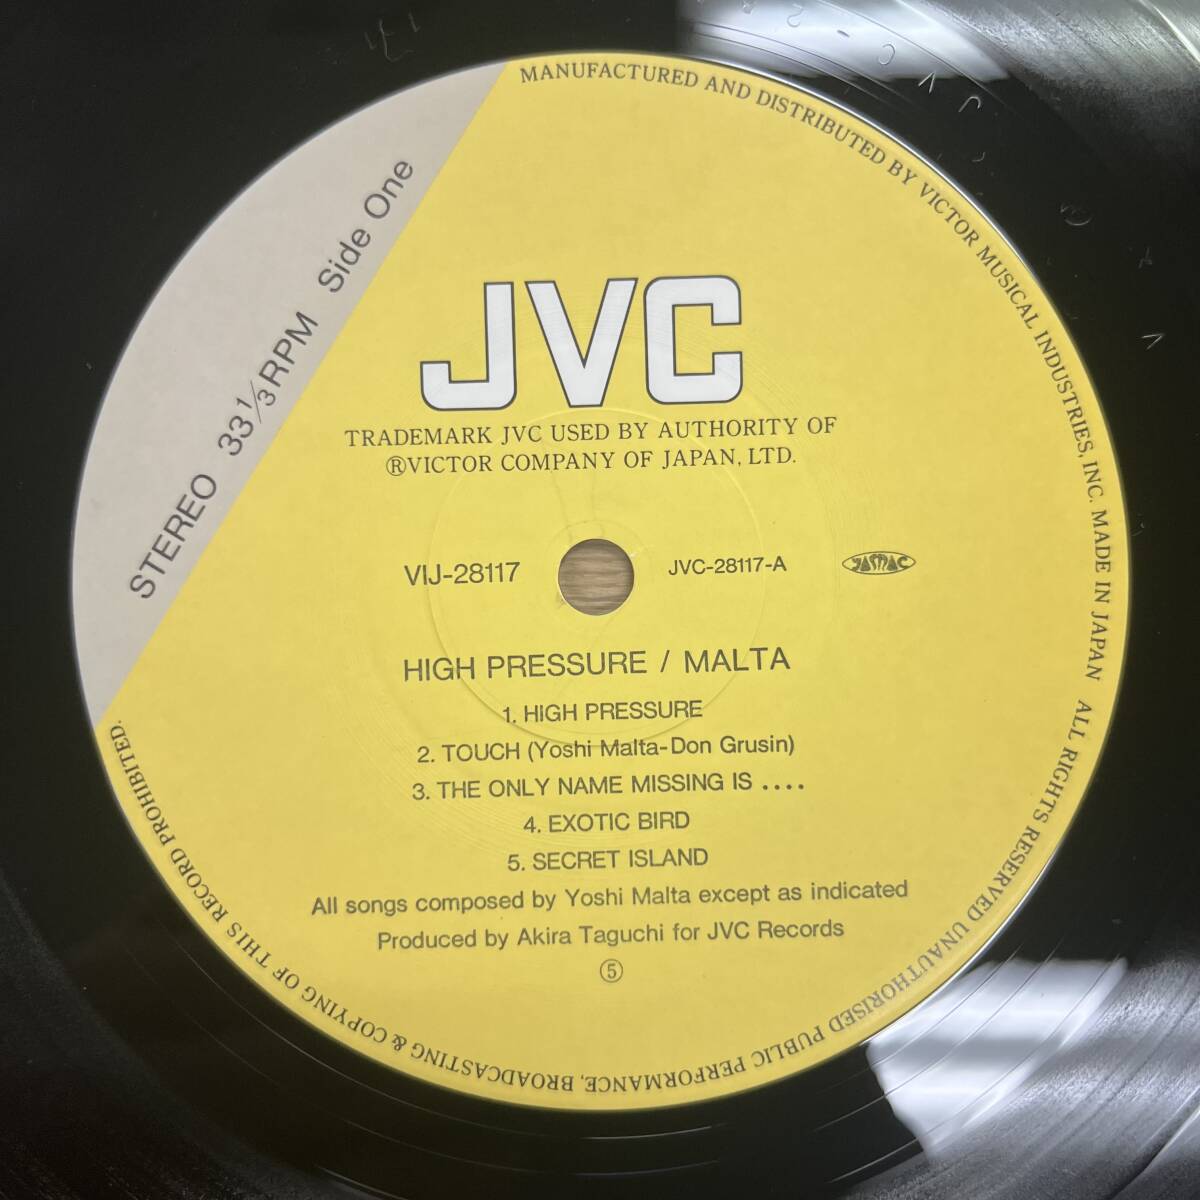 STEREO 33 1/3 RPM Side One
JVC
TRADEMARK JVC USED BY AUTHORITY OF
®VICTOR COMPANY OF JAPAN, LTD.
VIJ-28117
JVC-28117-A
JASRAC
HIGH PRESSURE / MALTA
1. HIGH PRESSURE
2. TOUCH (Yoshi Malta-Don Grusin)
3. THE ONLY NAME MISSING IS ....
4. EXOTIC BIRD
5. SECRET ISLAND
All songs composed by Yoshi Malta except as indicated
Produced by Akira Taguchi for JVC Records
⑤
MANUFACTURED AND DISTRIBUTED BY VICTOR MUSICAL INDUSTRIES, INC. MADE IN JAPAN ALL RIGHTS RESERVED UNAUTHORISED PUBLIC PERFORMANCE, BROADCASTING & COPYING OF THIS RECORD PROHIBITED.